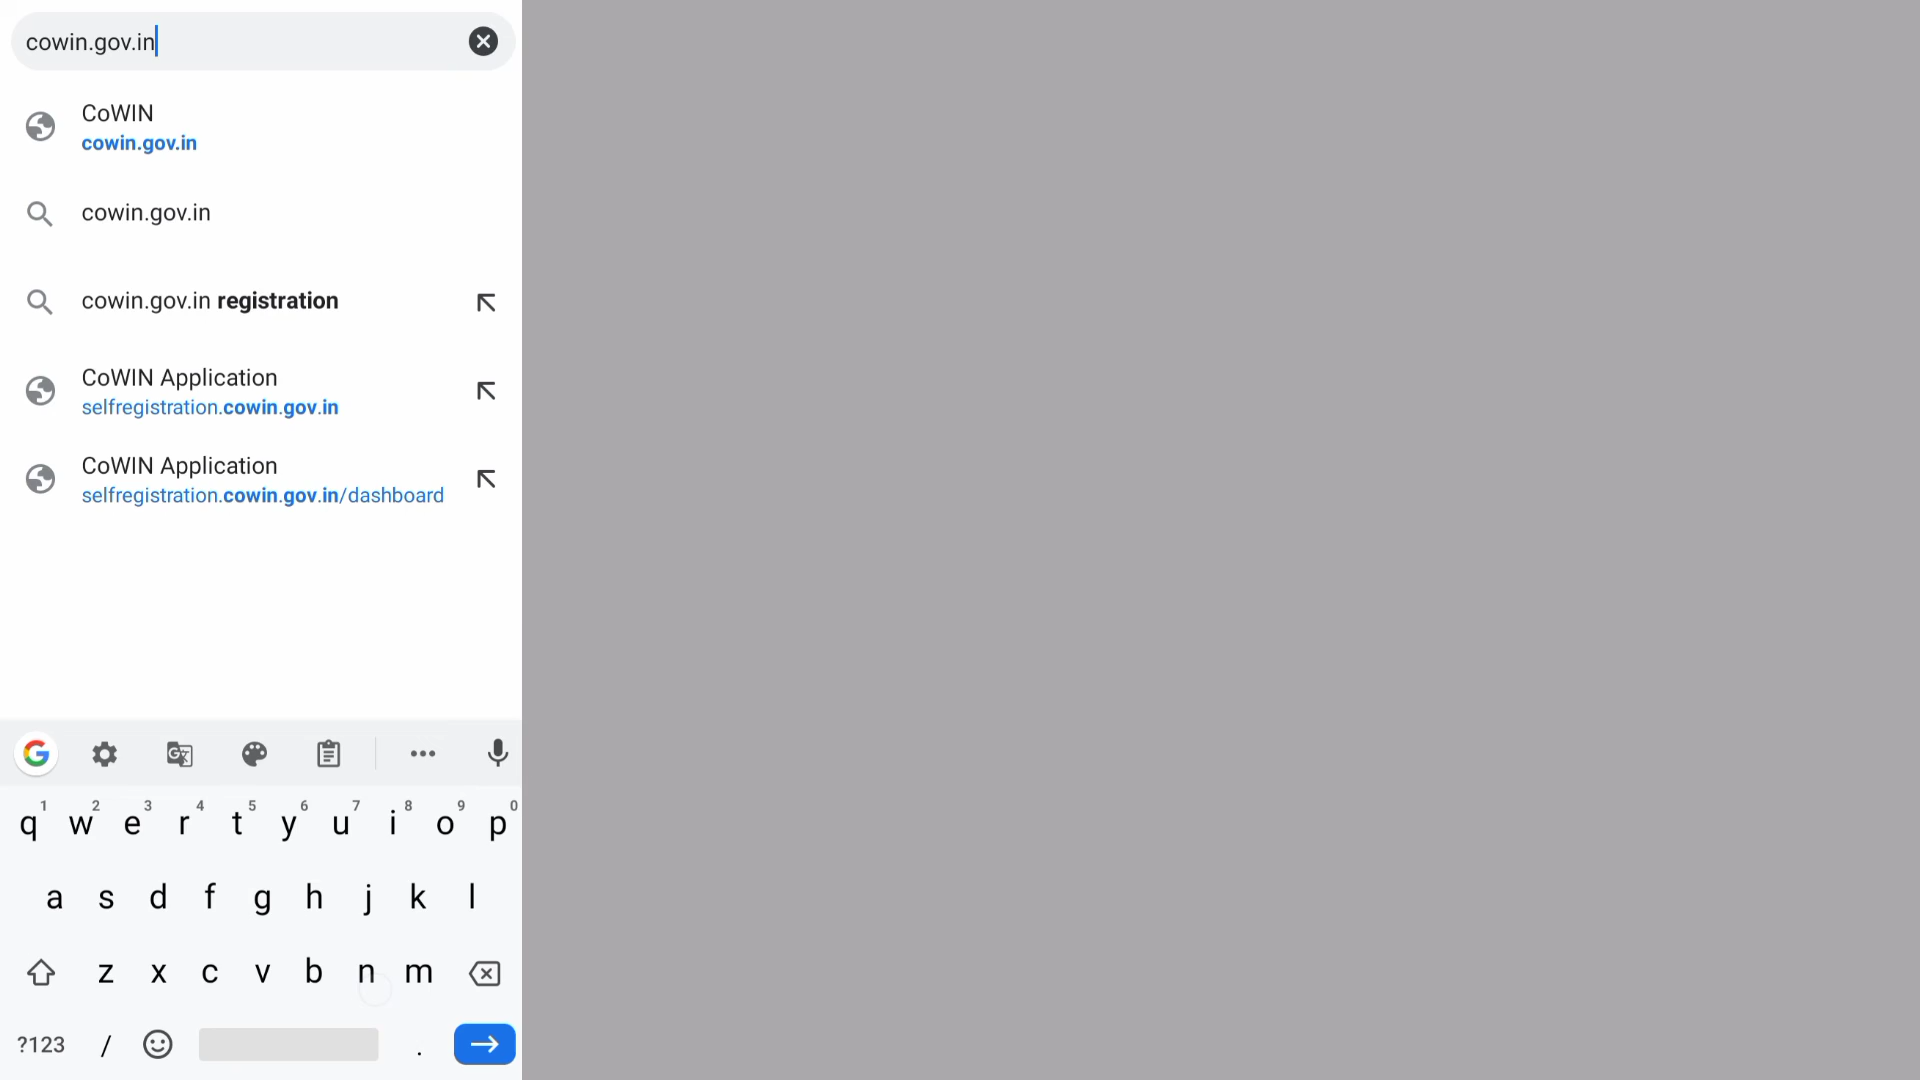 cowin.gov.in
CoWIN
cowin.gov.in
cowin.gov.in
cowin.gov.in registration
CoWIN Application
selfregistration.cowin.gov.in
CoWIN Application
selfregistration.cowin.gov.in/dashboard
1 2 3 4 5 6 7 8 9 0
q w e r t y u i o p
a s d f g h j k l
z x c v b n m
?123 / .